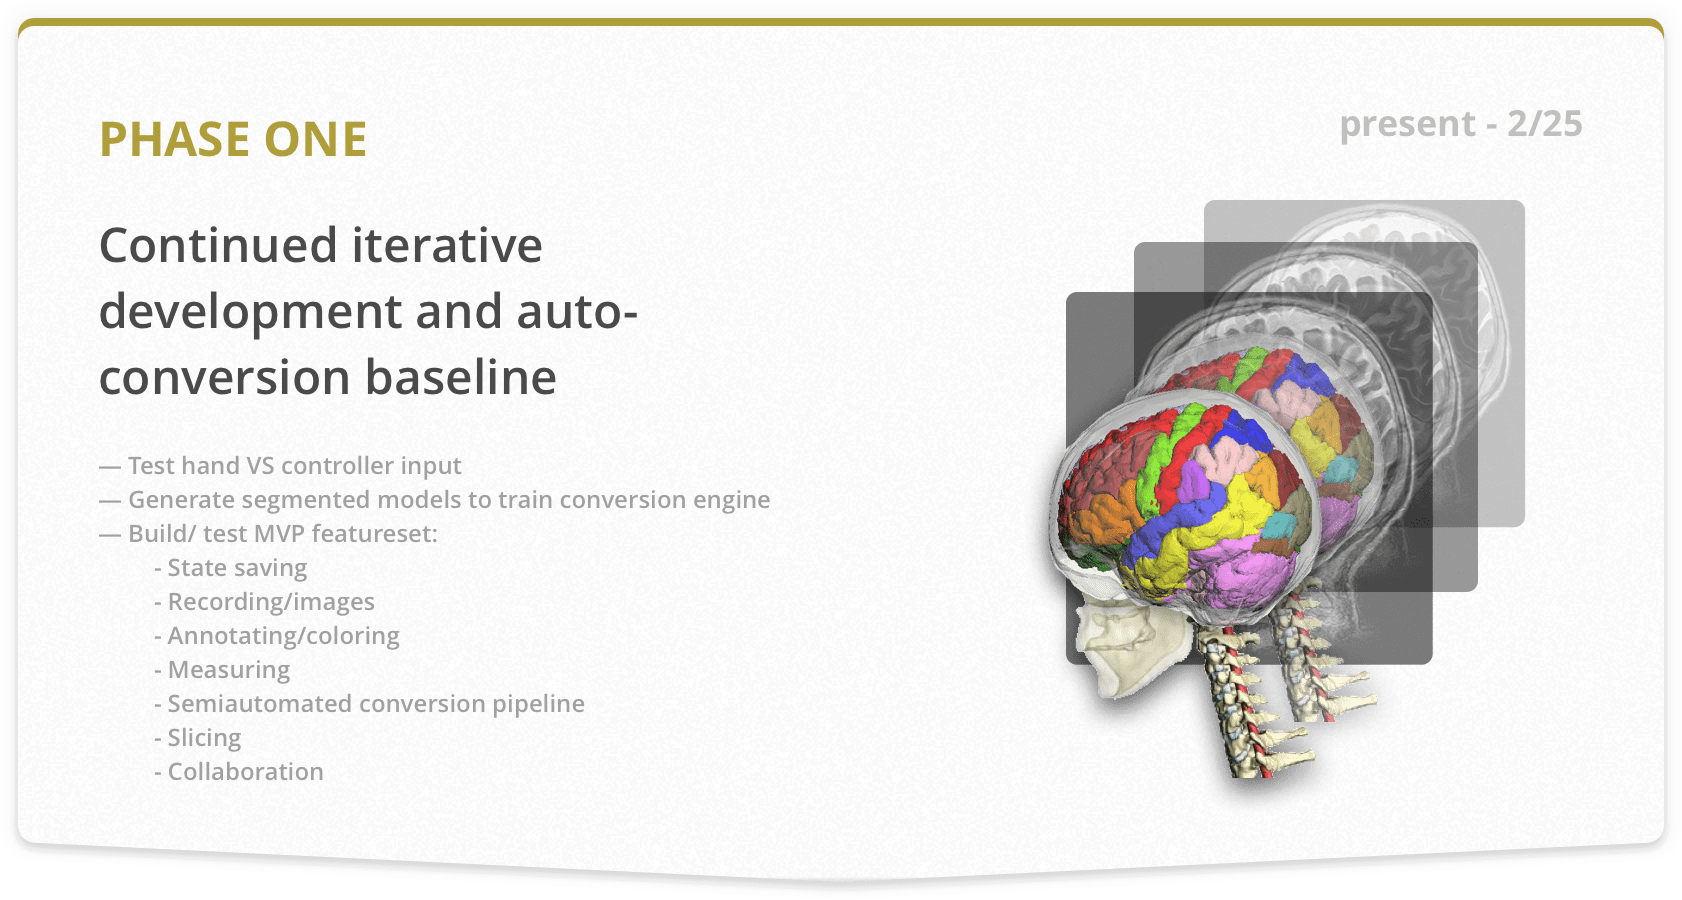 PHASE ONE
present - 2/25
Continued iterative
development and auto-
conversion baseline
— Test hand VS controller input
— Generate segmented models to train conversion engine
— Build/ test MVP featureset:
- State saving
- Recording/images
- Annotating/coloring
- Measuring
- Semiautomated conversion pipeline
- Slicing
- Collaboration